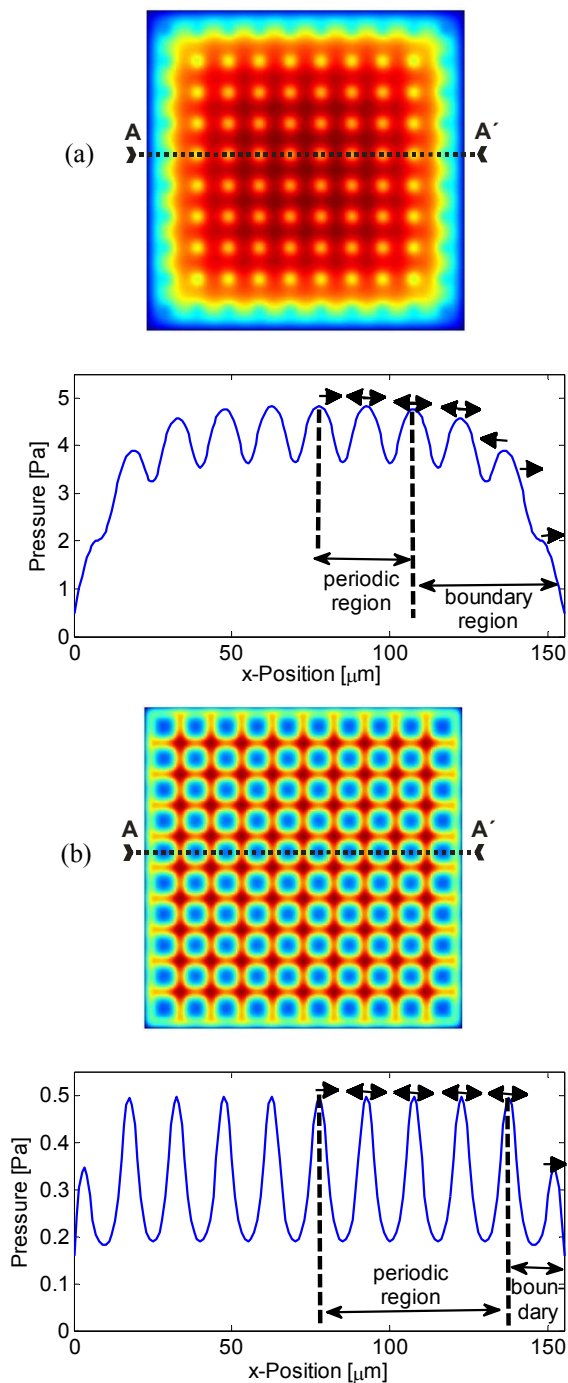 A A´
(a)
5
4
3
2
1
0
Pressure [Pa]
periodic
region
boundary
region
0 50 100 150
x-Position [μm]
A A´
(b)
0.5
0.4
0.3
0.2
0.1
0
Pressure [Pa]
periodic
region
boun-
dary
0 50 100 150
x-Position [μm]